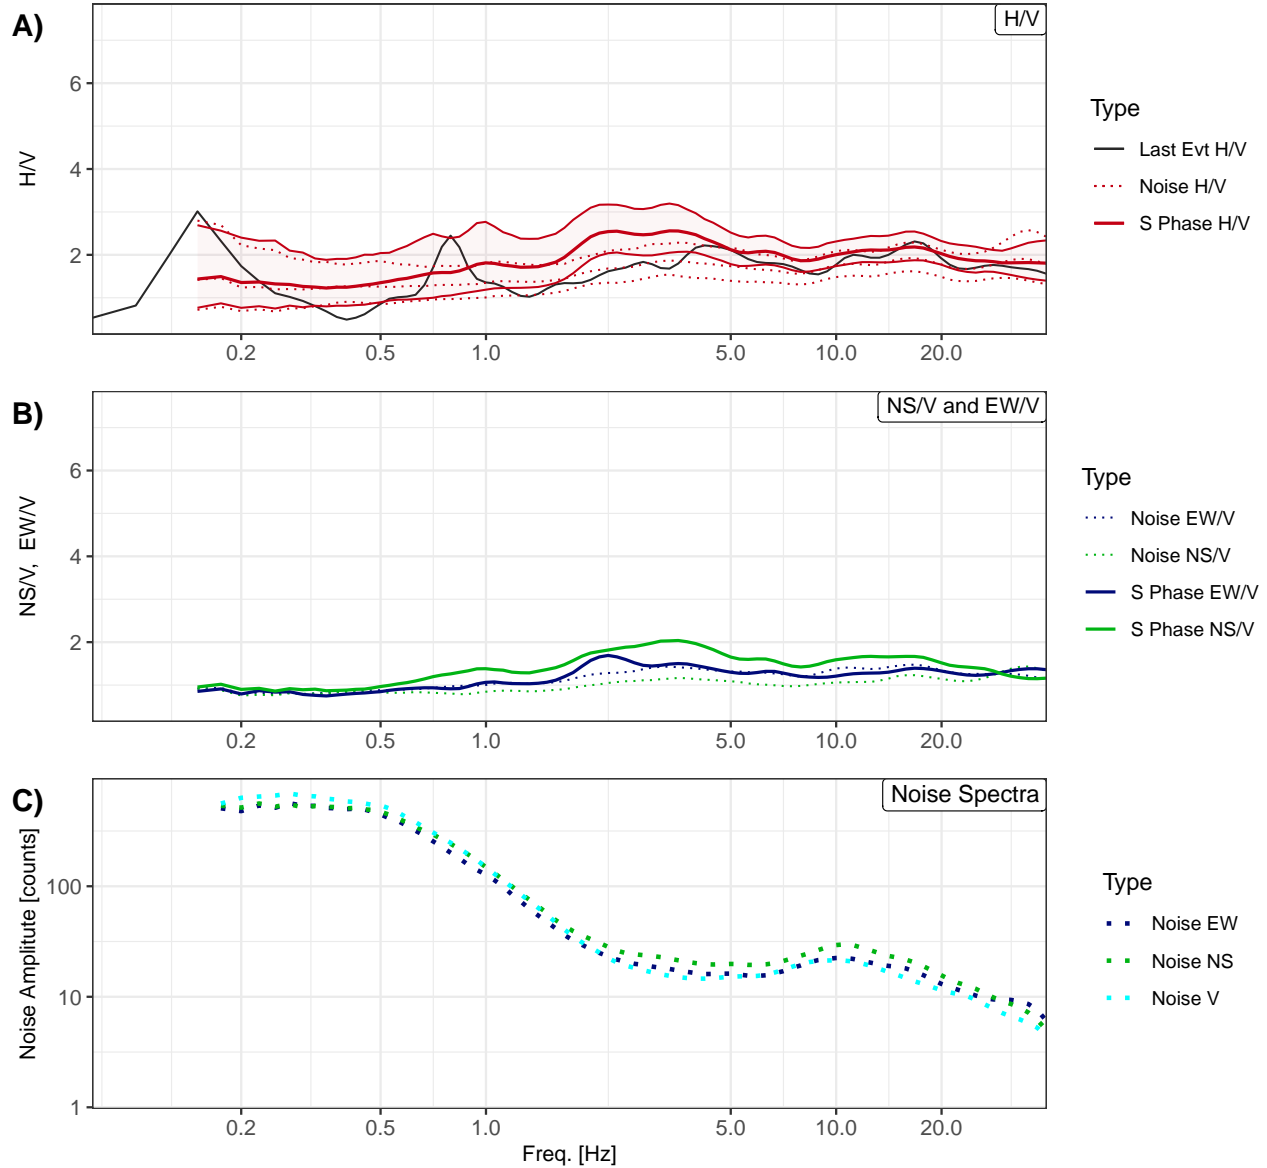 A)
H/V
6
4
2
H/V
0.2 0.5 1.0 5.0 10.0 20.0
Type
Last Evt H/V
Noise H/V
S Phase H/V
B)
NS/V and EW/V
6
4
2
NS/V, EW/V
0.2 0.5 1.0 5.0 10.0 20.0
Type
Noise EW/V
Noise NS/V
S Phase EW/V
S Phase NS/V
C)
Noise Spectra
100
10
1
Noise Amplitute [counts]
0.2 0.5 1.0 5.0 10.0 20.0
Freq. [Hz]
Type
Noise EW
Noise NS
Noise V